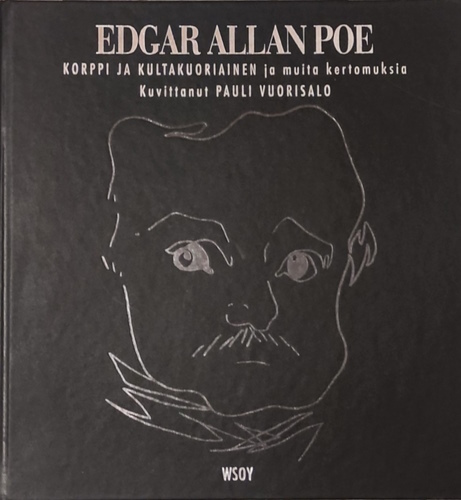 EDGAR ALLAN POE
KORPPI JA KULTAKUORIAINEN ja muita kertomuksia
Kuvittanut PAULI VUORISALO
WSOY